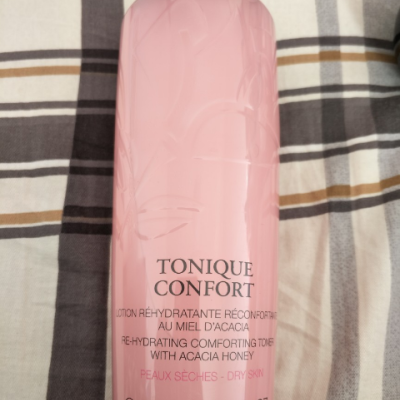 TONIQUE
CONFORT
LOTION RÉHYDRATANTE RÉCONFORTANTE
AU MIEL D'ACACIA
RE-HYDRATING COMFORTING TONER
WITH ACACIA HONEY
PEAUX SÈCHES - DRY SKIN